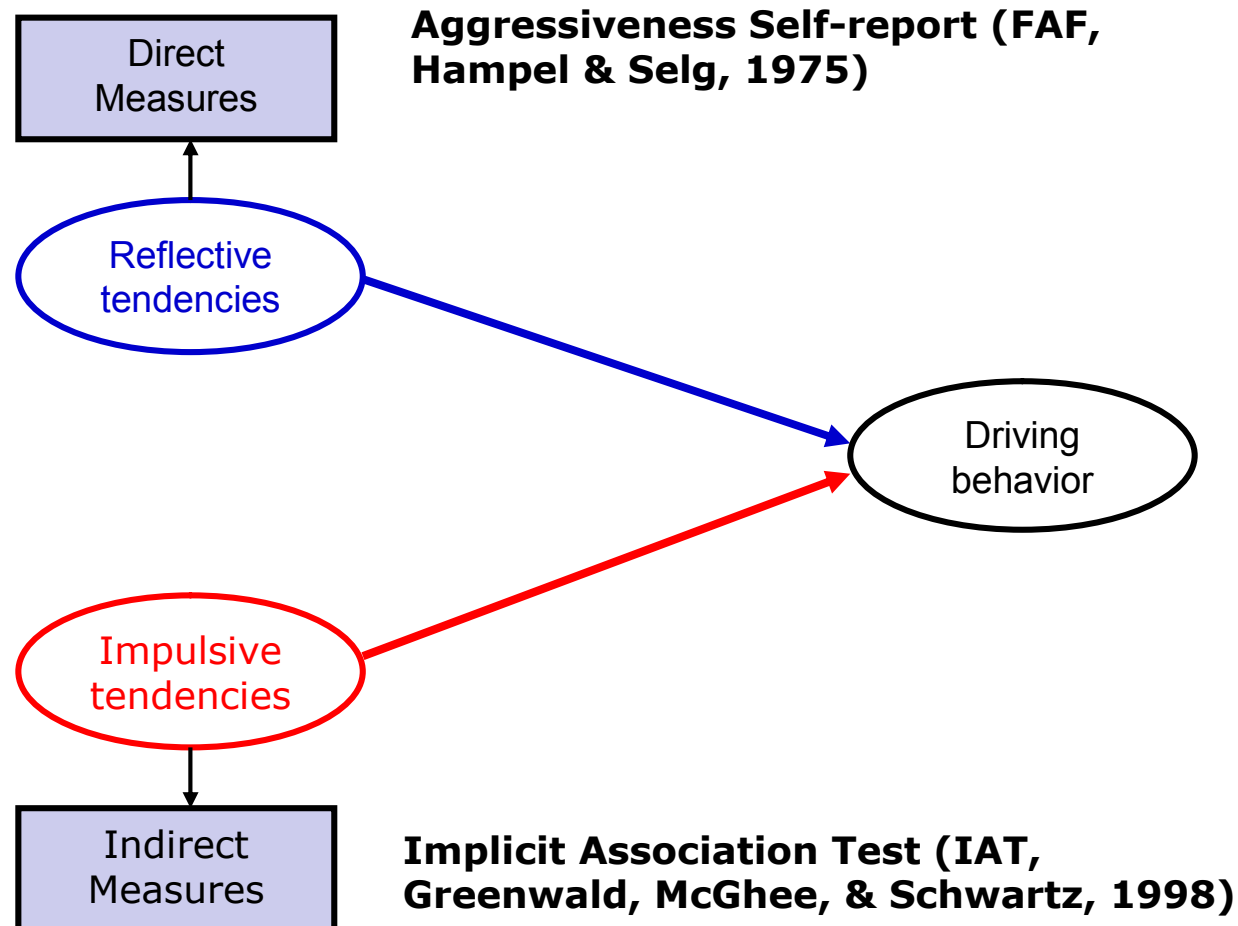 Direct
Measures
Aggressiveness Self-report (FAF,
Hampel & Selg, 1975)
Reflective
tendencies
Driving
behavior
Impulsive
tendencies
Indirect
Measures
Implicit Association Test (IAT,
Greenwald, McGhee, & Schwartz, 1998)